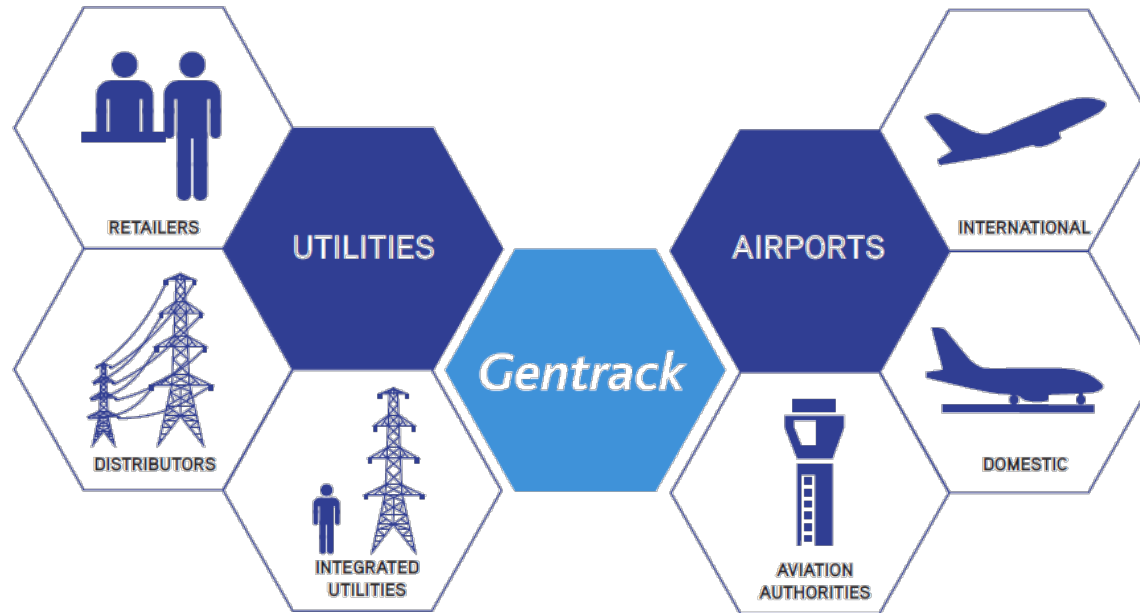 RETAILERS
UTILITIES
DISTRIBUTORS
INTEGRATED
UTILITIES
Gentrack
AIRPORTS
INTERNATIONAL
DOMESTIC
AVIATION
AUTHORITIES